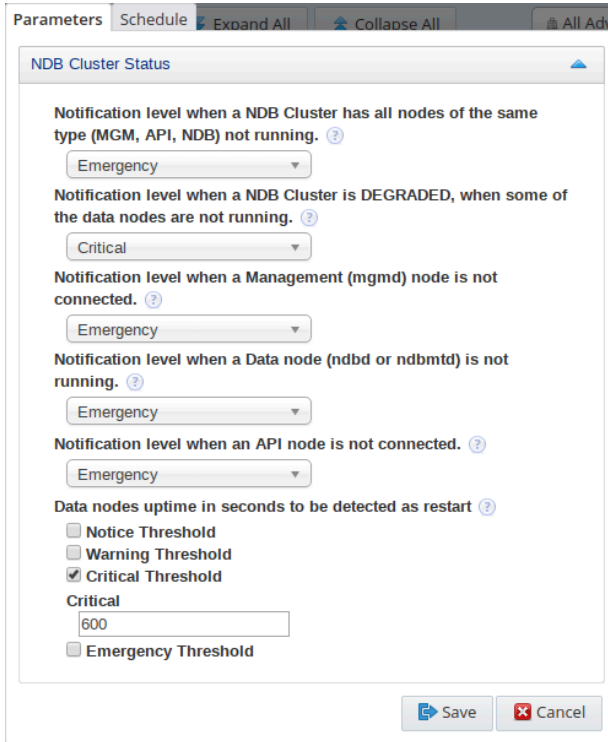 Parameters Schedule Expand All Collapse All All Adv
NDB Cluster Status
Notification level when a NDB Cluster has all nodes of the same
type (MGM, API, NDB) not running. ?
Emergency
Notification level when a NDB Cluster is DEGRADED, when some of
the data nodes are not running. ?
Critical
Notification level when a Management (mgmd) node is not
connected. ?
Emergency
Notification level when a Data node (ndbd or ndbmtd) is not
running. ?
Emergency
Notification level when an API node is not connected. ?
Emergency
Data nodes uptime in seconds to be detected as restart ?
Notice Threshold
Warning Threshold
Critical Threshold
Critical
600
Emergency Threshold
Save Cancel